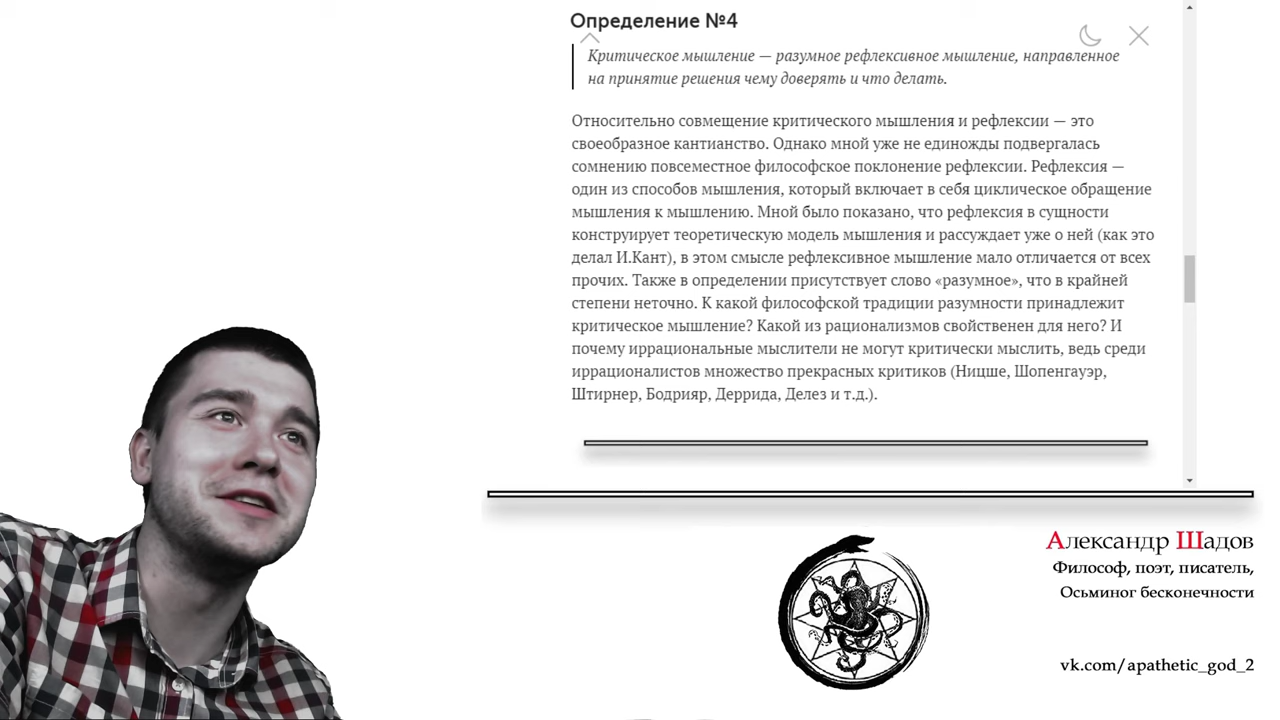 Определение №4
Критическое мышление — разумное рефлексивное мышление, направленное
на принятие решения чему доверять и что делать.
Относительно совмещение критического мышления и рефлексии — это
своеобразное кантианство. Однако мной уже не единожды подвергалась
сомнению повсеместное философское поклонение рефлексии. Рефлексия —
один из способов мышления, который включает в себя циклическое обращение
мышления к мышлению. Мной было показано, что рефлексия в сущности
конструирует теоретическую модель мышления и рассуждает уже о ней (как это
делал И.Кант), в этом смысле рефлексивное мышление мало отличается от всех
прочих. Также в определении присутствует слово «разумное», что в крайней
степени неточно. К какой философской традиции разумности принадлежит
критическое мышление? Какой из рационализмов свойственен для него? И
почему иррациональные мыслители не могут критически мыслить, ведь среди
иррационалистов множество прекрасных критиков (Ницше, Шопенгауэр,
Штирнер, Бодрияр, Деррида, Делез и т.д.).
Александр Шадов
Философ, поэт, писатель,
Осьминог бесконечности
vk.com/apathetic_god_2